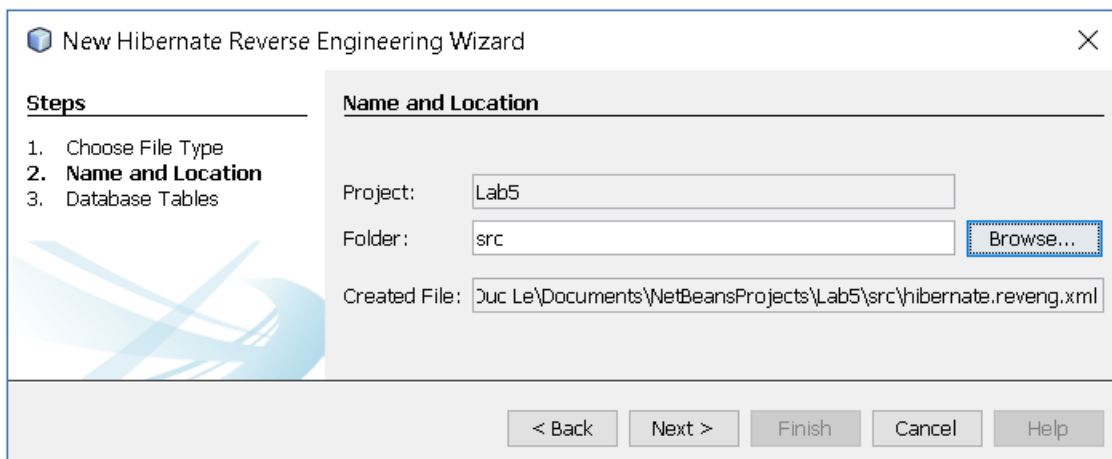 New Hibernate Reverse Engineering Wizard
Steps
1. Choose File Type
2. Name and Location
3. Database Tables
Name and Location
Project: Lab5
Folder: src Browse...
Created File: Duc Le\Documents\NetBeansProjects\Lab5\src\hibernate.reveng.xml
< Back Next > Finish Cancel Help